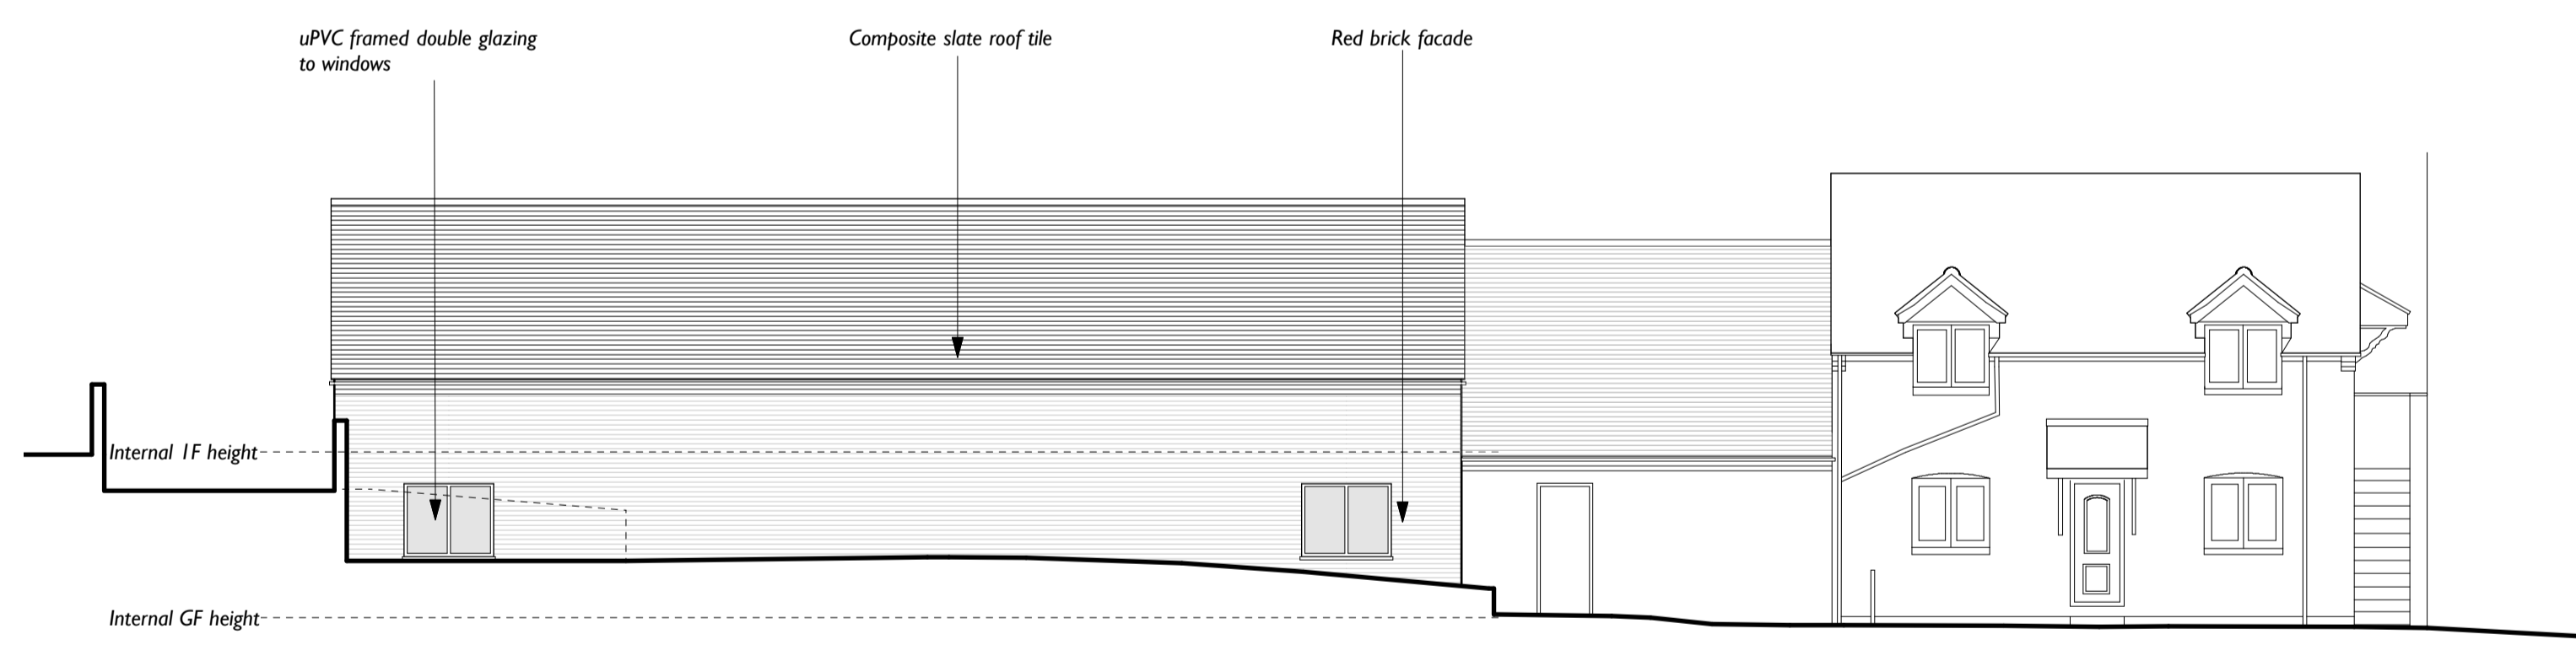 uPVC framed double glazing
to windows
Composite slate roof tile
Red brick facade
Internal 1F height
Internal GF height